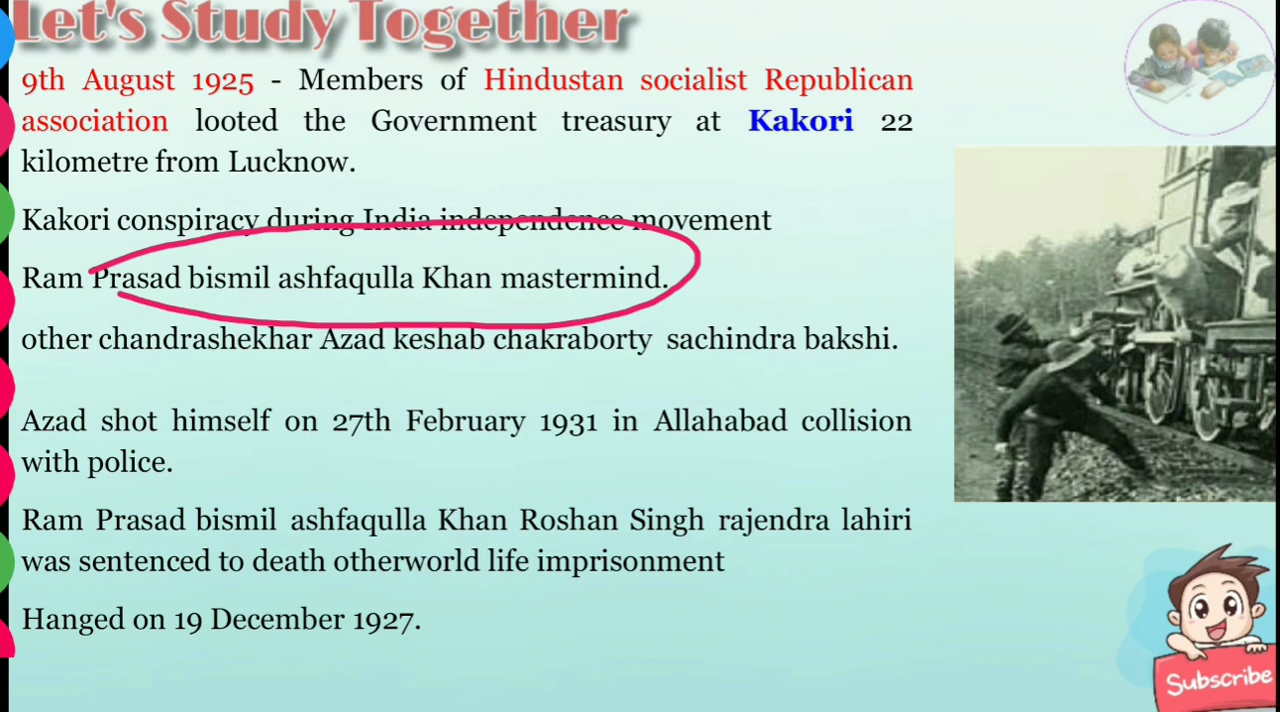 Let's Study Together
9th August 1925 - Members of Hindustan socialist Republican
association looted the Government treasury at Kakori 22
kilometre from Lucknow.
Kakori conspiracy during India independence movement
Ram Prasad bismil ashfaqulla Khan mastermind.
other chandrashekhar Azad keshab chakraborty sachindra bakshi.
Azad shot himself on 27th February 1931 in Allahabad collision
with police.
Ram Prasad bismil ashfaqulla Khan Roshan Singh rajendra lahiri
was sentenced to death otherworld life imprisonment
Hanged on 19 December 1927.
Subscribe